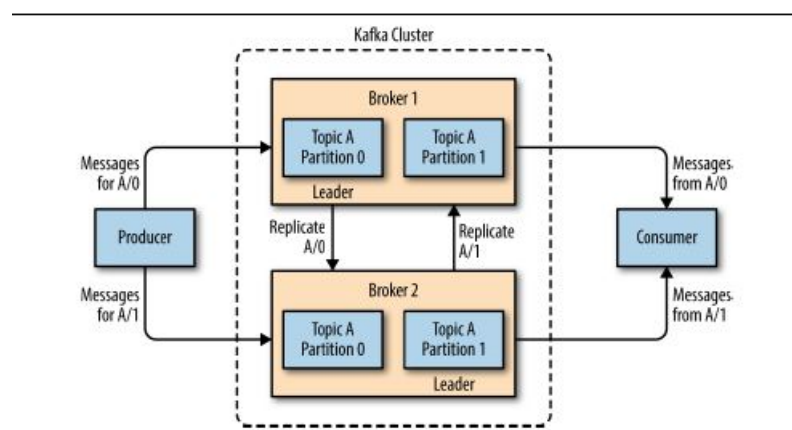 Kafka Cluster
Broker 1
Topic A
Partition 0
Topic A
Partition 1
Leader
Messages
for A/0
Messages
from A/0
Producer
Replicate
A/0
Replicate
A/1
Consumer
Messages
for A/1
Messages
from A/1
Broker 2
Topic A
Partition 0
Topic A
Partition 1
Leader